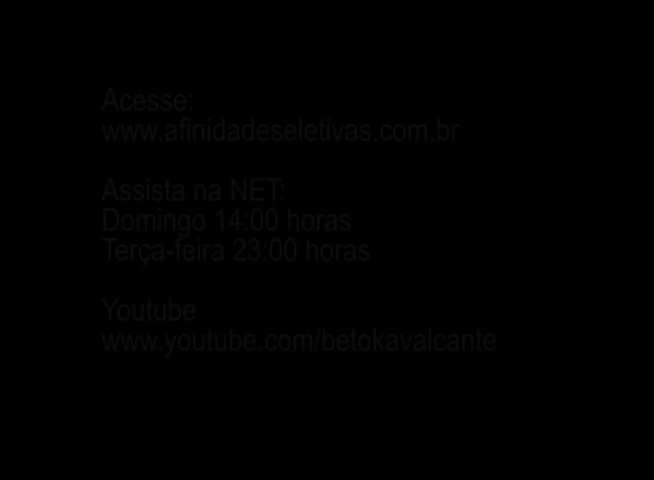 Acesse:
www.afinidadeseletivas.com.br
Assista na NET:
Domingo 14:00 horas
Terça-feira 23:00 horas
Youtube
www.youtube.com/betokavalcante